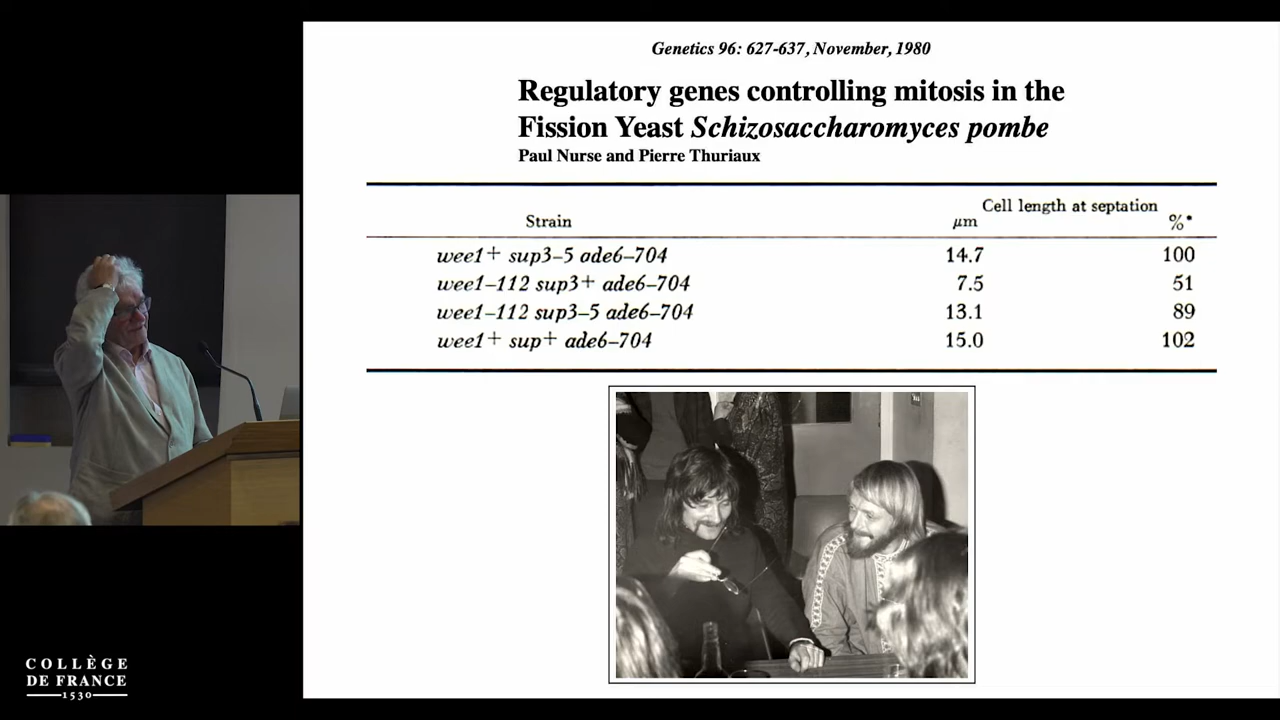 Genetics 96: 627-637, November, 1980
Regulatory genes controlling mitosis in the
Fission Yeast Schizosaccharomyces pombe
Paul Nurse and Pierre Thuriaux
Strain
Cell length at septation
μm
%*
wee1+ sup3–5 ade6–704 14.7 100
wee1–112 sup3+ ade6–704 7.5 51
wee1–112 sup3–5 ade6–704 13.1 89
wee1+ sup+ ade6–704 15.0 102
COLLÈGE
DE FRANCE
1530